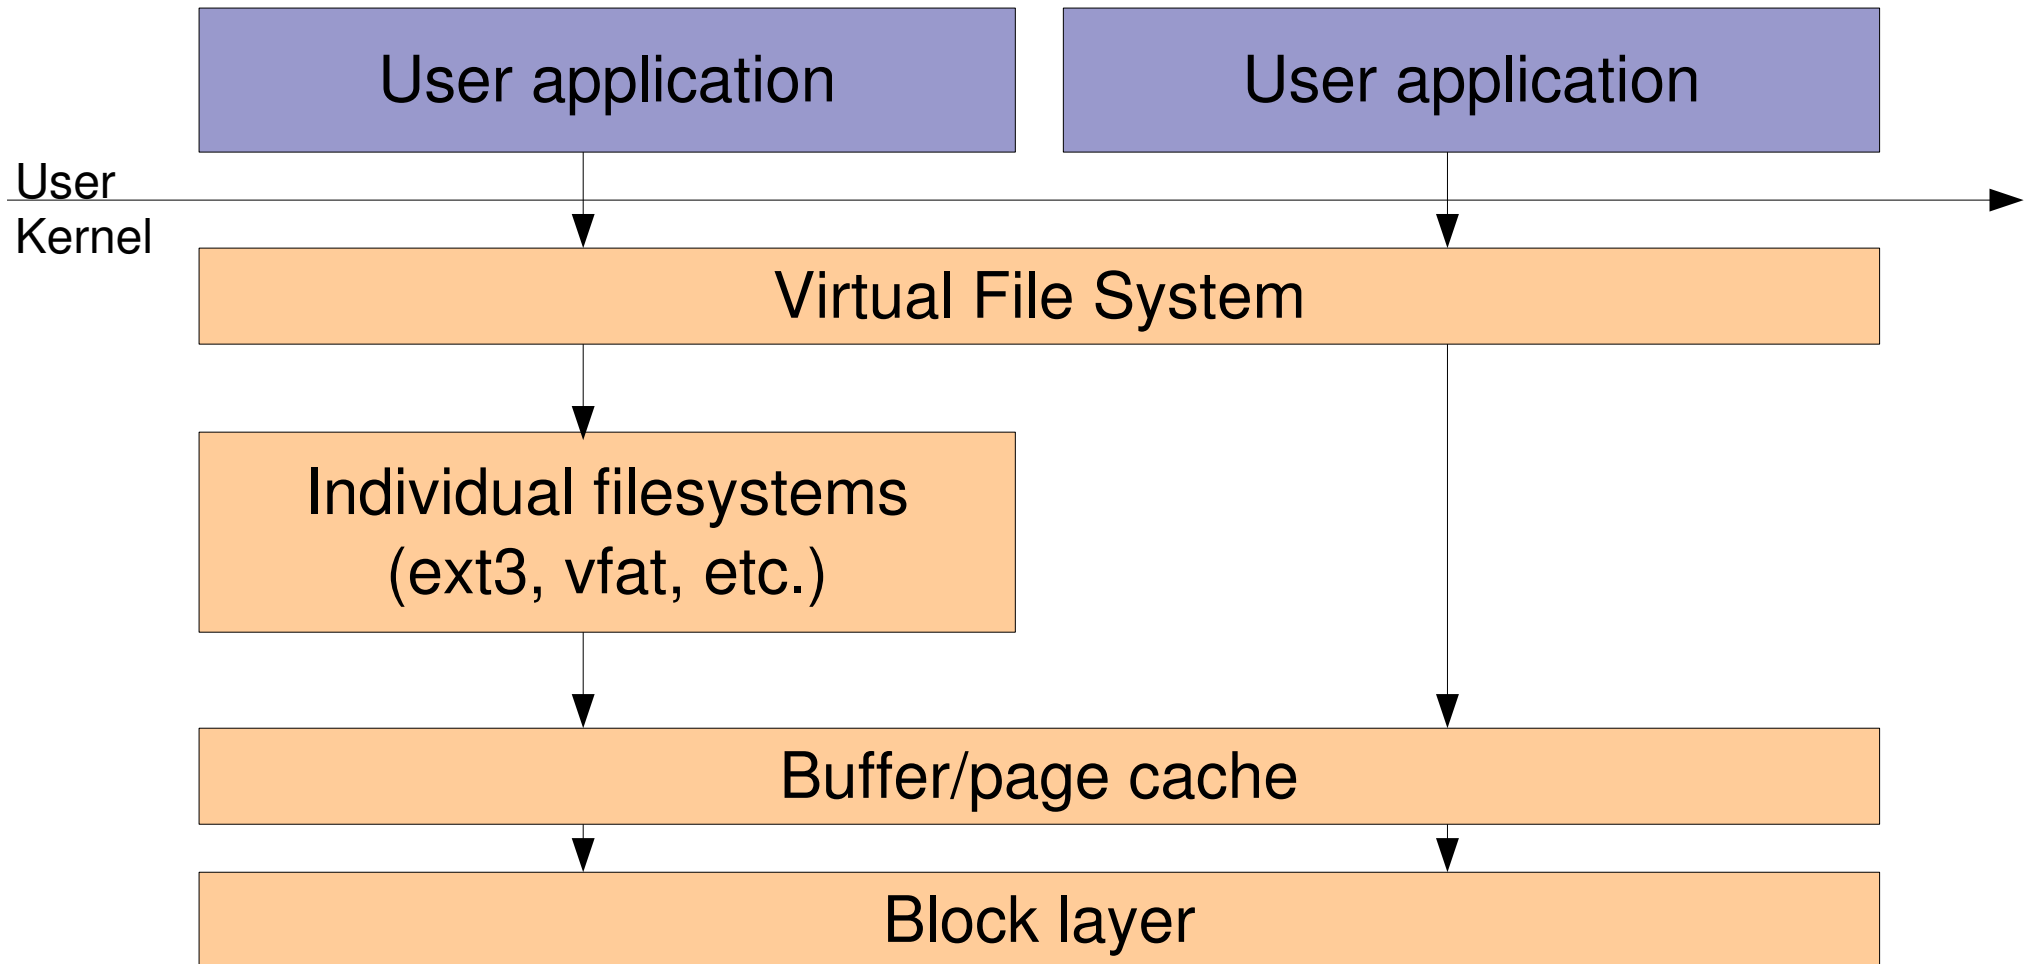 User application
User application
User
Kernel
Virtual File System
Individual filesystems
(ext3, vfat, etc.)
Buffer/page cache
Block layer